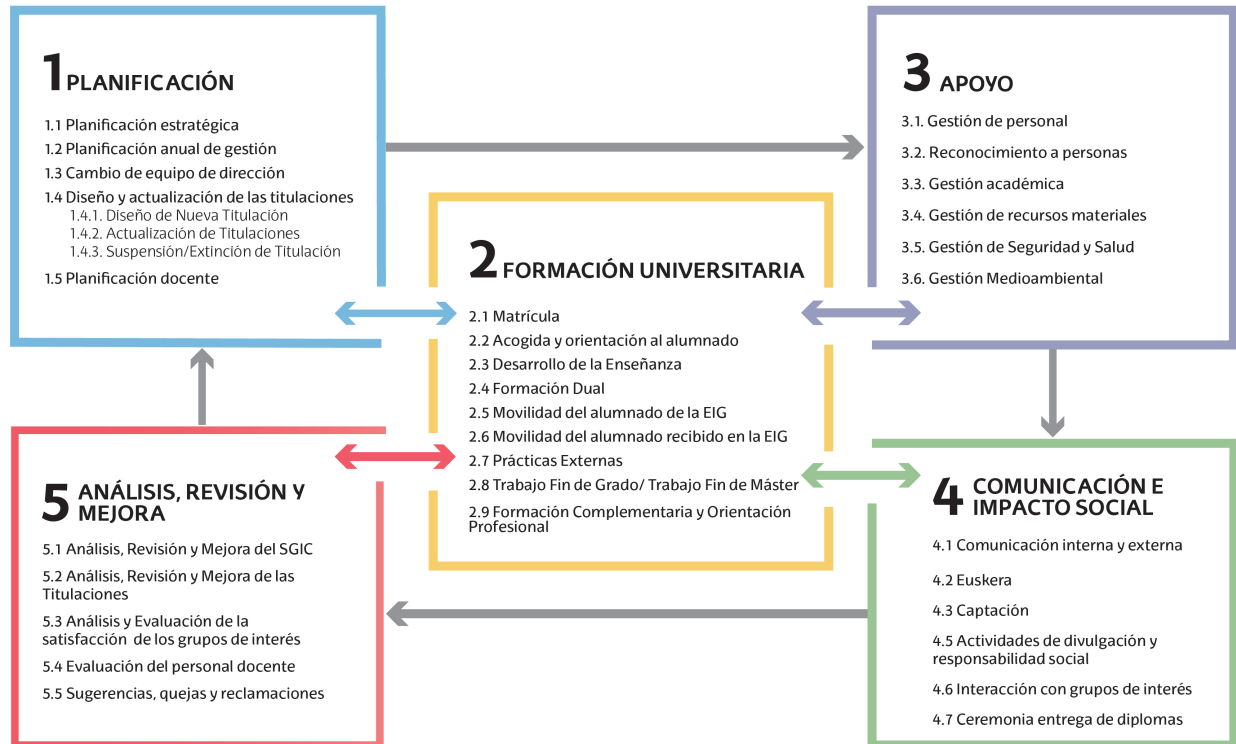 1 PLANIFICACIÓN
1.1 Planificación estratégica
1.2 Planificación anual de gestión
1.3 Cambio de equipo de dirección
1.4 Diseño y actualización de las titulaciones
1.4.1. Diseño de Nueva Titulación
1.4.2. Actualización de Titulaciones
1.4.3. Suspensión/Extinción de Titulación
1.5 Planificación docente
2 FORMACIÓN UNIVERSITARIA
2.1 Matrícula
2.2 Acogida y orientación al alumnado
2.3 Desarrollo de la Enseñanza
2.4 Formación Dual
2.5 Movilidad del alumnado de la EIG
2.6 Movilidad del alumnado recibido en la EIG
2.7 Prácticas Externas
2.8 Trabajo Fin de Grado/ Trabajo Fin de Máster
2.9 Formación Complementaria y Orientación
Profesional
3 APOYO
3.1. Gestión de personal
3.2. Reconocimiento a personas
3.3. Gestión académica
3.4. Gestión de recursos materiales
3.5. Gestión de Seguridad y Salud
3.6. Gestión Medioambiental
4 COMUNICACIÓN E
IMPACTO SOCIAL
4.1 Comunicación interna y externa
4.2 Euskera
4.3 Captación
4.5 Actividades de divulgación y
responsabilidad social
4.6 Interacción con grupos de interés
4.7 Ceremonia entrega de diplomas
5 ANÁLISIS, REVISIÓN Y
MEJORA
5.1 Análisis, Revisión y Mejora del SGIC
5.2 Análisis, Revisión y Mejora de las
Titulaciones
5.3 Análisis y Evaluación de la
satisfacción de los grupos de interés
5.4 Evaluación del personal docente
5.5 Sugerencias, quejas y reclamaciones